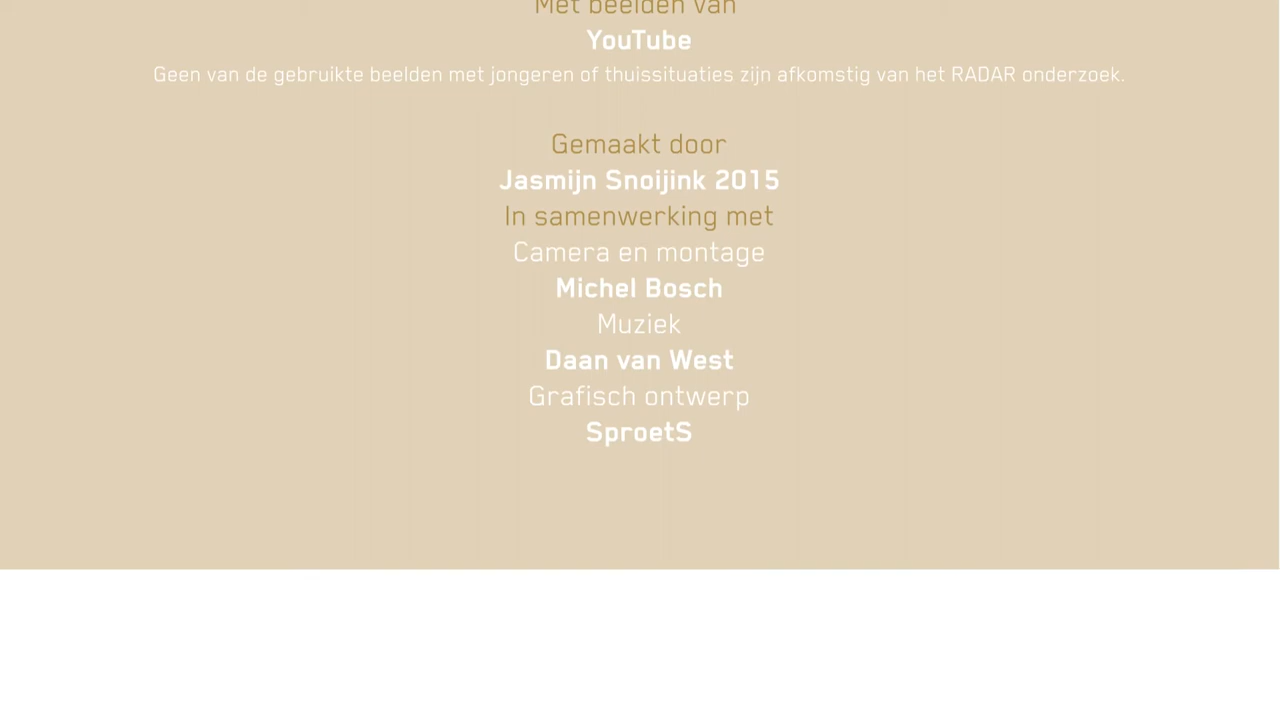 Met beelden van
YouTube
Geen van de gebruikte beelden met jongeren of thuissituaties zijn afkomstig van het RADAR onderzoek.
Gemaakt door
Jasmijn Snoijink 2015
In samenwerking met
Camera en montage
Michel Bosch
Muziek
Daan van West
Grafisch ontwerp
SproetS